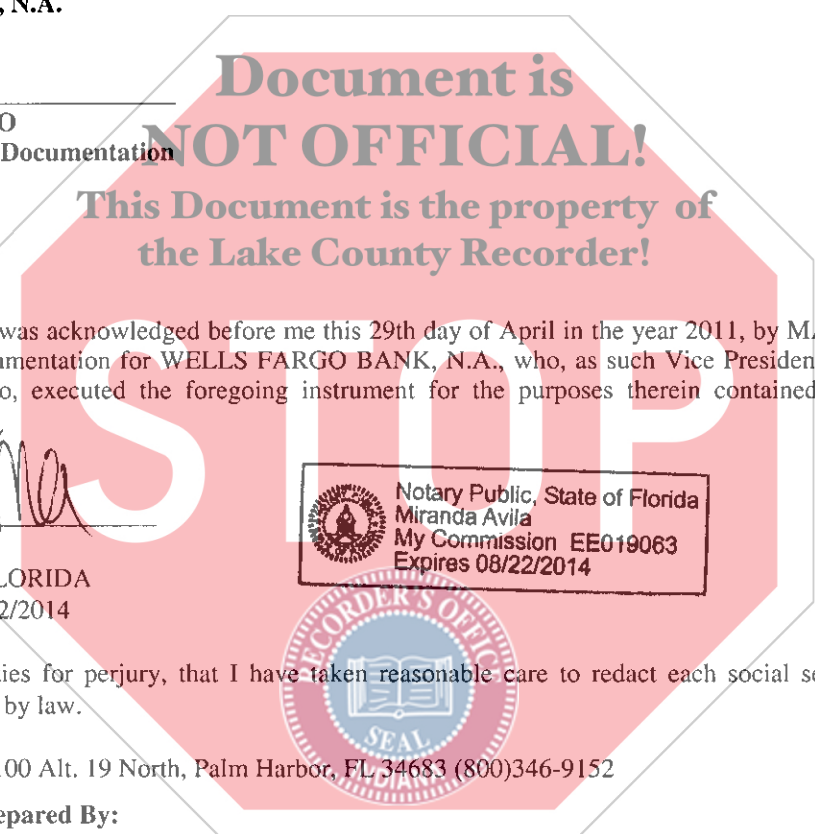 , N.A.
Document is
NOT OFFICIAL!
O
Documentation
This Document is the property of
the Lake County Recorder!
STOP
was acknowledged before me this 29th day of April in the year 2011, by MA
umentation for WELLS FARGO BANK, N.A., who, as such Vice Presiden
o, executed the foregoing instrument for the purposes therein contained
Notary Public, State of Florida
Miranda Avila
My Commission EE019063
Expires 08/22/2014
LORIDA
2/2014
RECORDER'S OFFICE
SEAL
INDIANA
ies for perjury, that I have taken reasonable care to redact each social se
by law.
100 Alt. 19 North, Palm Harbor, FL 34683 (800)346-9152
epared By: